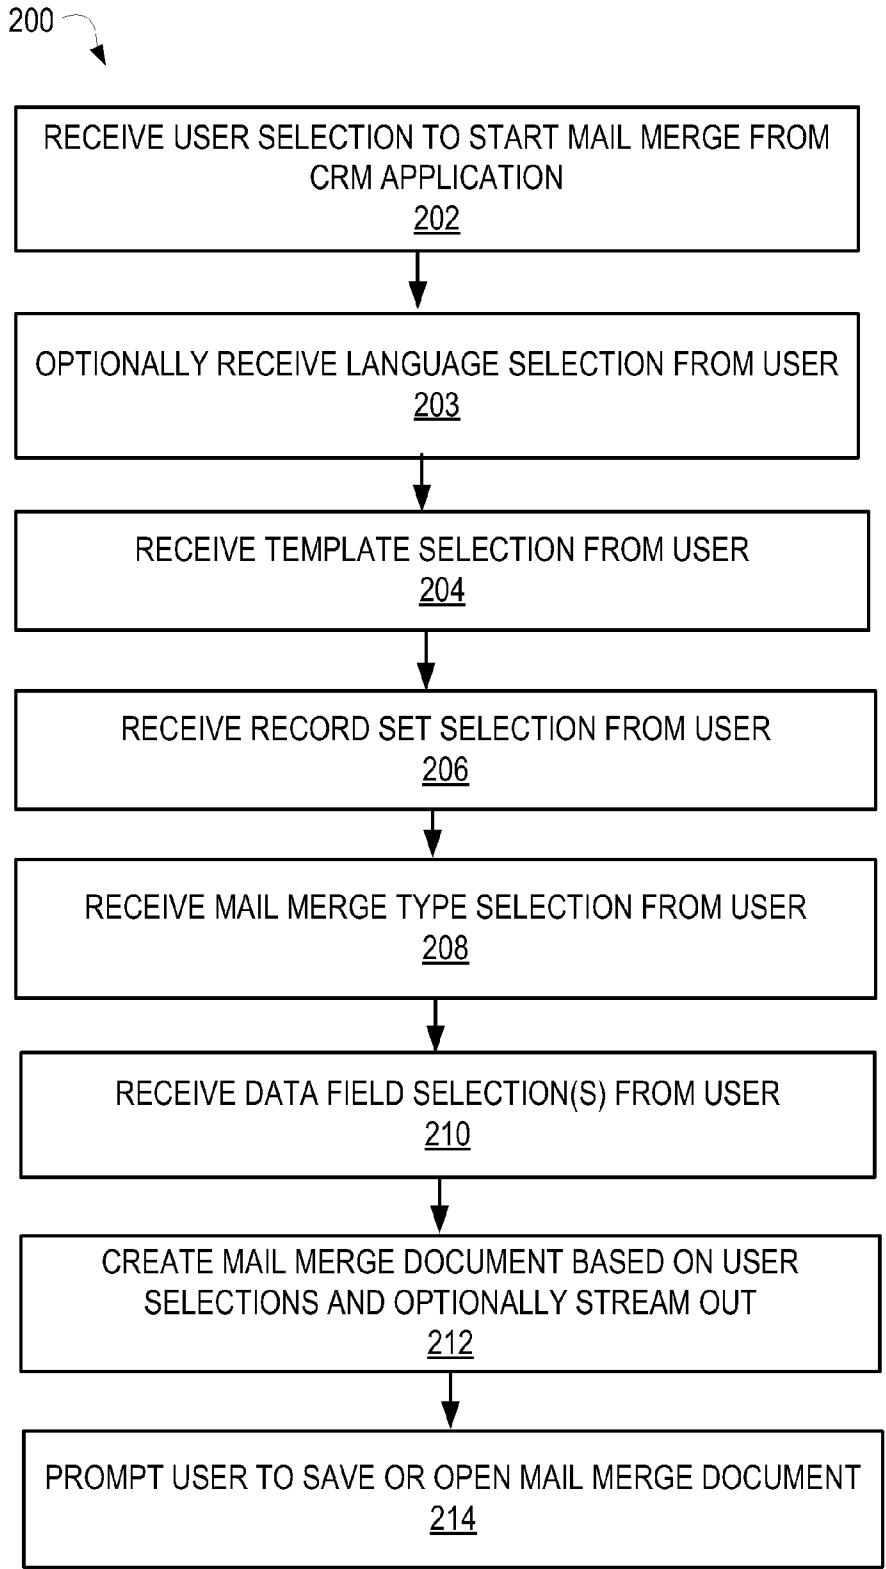 200
RECEIVE USER SELECTION TO START MAIL MERGE FROM
CRM APPLICATION
202
OPTIONALLY RECEIVE LANGUAGE SELECTION FROM USER
203
RECEIVE TEMPLATE SELECTION FROM USER
204
RECEIVE RECORD SET SELECTION FROM USER
206
RECEIVE MAIL MERGE TYPE SELECTION FROM USER
208
RECEIVE DATA FIELD SELECTION(S) FROM USER
210
CREATE MAIL MERGE DOCUMENT BASED ON USER
SELECTIONS AND OPTIONALLY STREAM OUT
212
PROMPT USER TO SAVE OR OPEN MAIL MERGE DOCUMENT
214